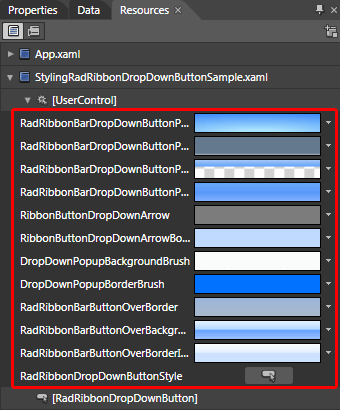 Properties Data Resources ×
App.xaml
StylingRadRibbonDropDownButtonSample.xaml
[UserControl]
RadRibbonBarDropDownButtonP...
RadRibbonBarDropDownButtonP...
RadRibbonBarDropDownButtonP...
RadRibbonBarDropDownButtonP...
RibbonButtonDropDownArrow
RibbonButtonDropDownArrowBo...
DropDownPopupBackgroundBrush
DropDownPopupBorderBrush
RadRibbonBarButtonOverBorder
RadRibbonBarButtonOverBackgr...
RadRibbonBarButtonOverBorderI...
RadRibbonDropDownButtonStyle
[RadRibbonDropDownButton]